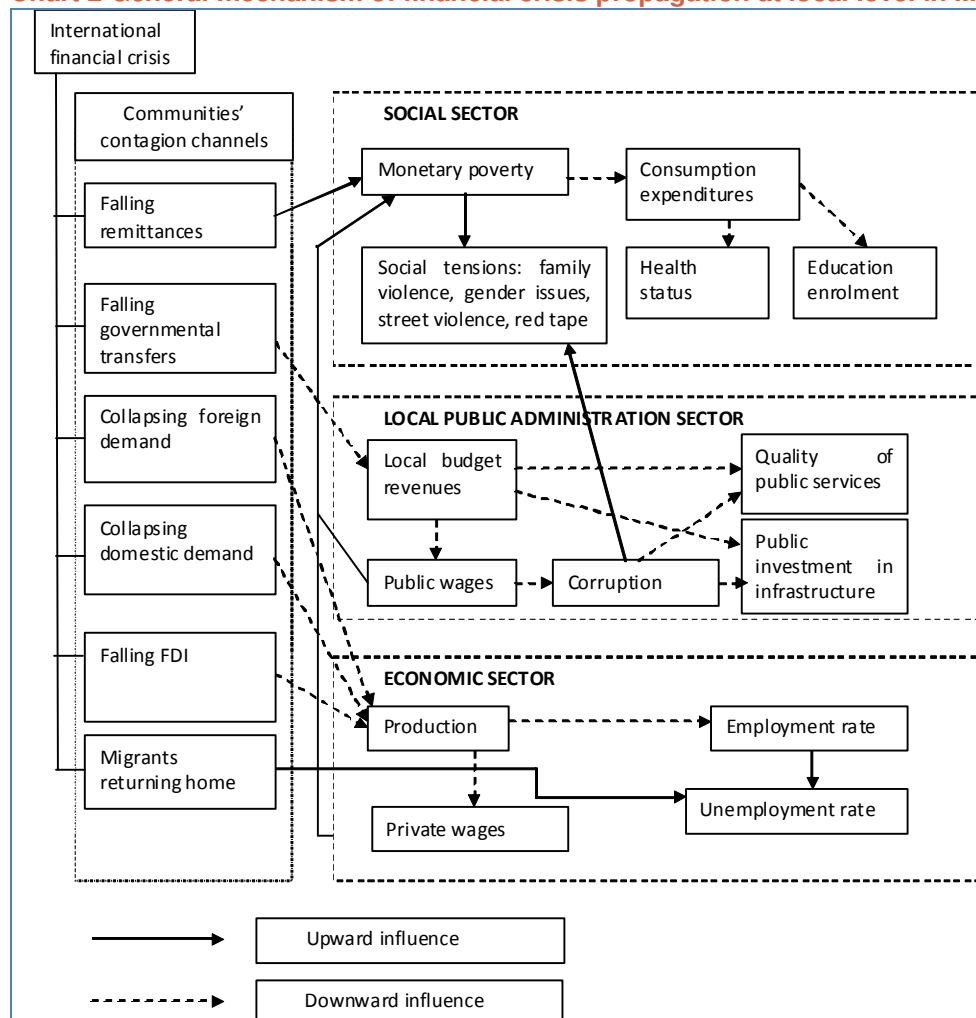 International
financial crisis
Communities'
contagion channels
Falling
remittances
Falling
governmental
transfers
Collapsing foreign
demand
Collapsing
domestic demand
Falling FDI
Migrants
returning home
SOCIAL SECTOR
Monetary poverty
Consumption
expenditures
Social tensions: family
violence, gender issues,
street violence, red tape
Health
status
Education
enrolment
LOCAL PUBLIC ADMINISTRATION SECTOR
Local budget
revenues
Quality of
public services
Public wages
Corruption
Public
investment in
infrastructure
ECONOMIC SECTOR
Production
Employment rate
Private wages
Unemployment rate
Upward influence
Downward influence